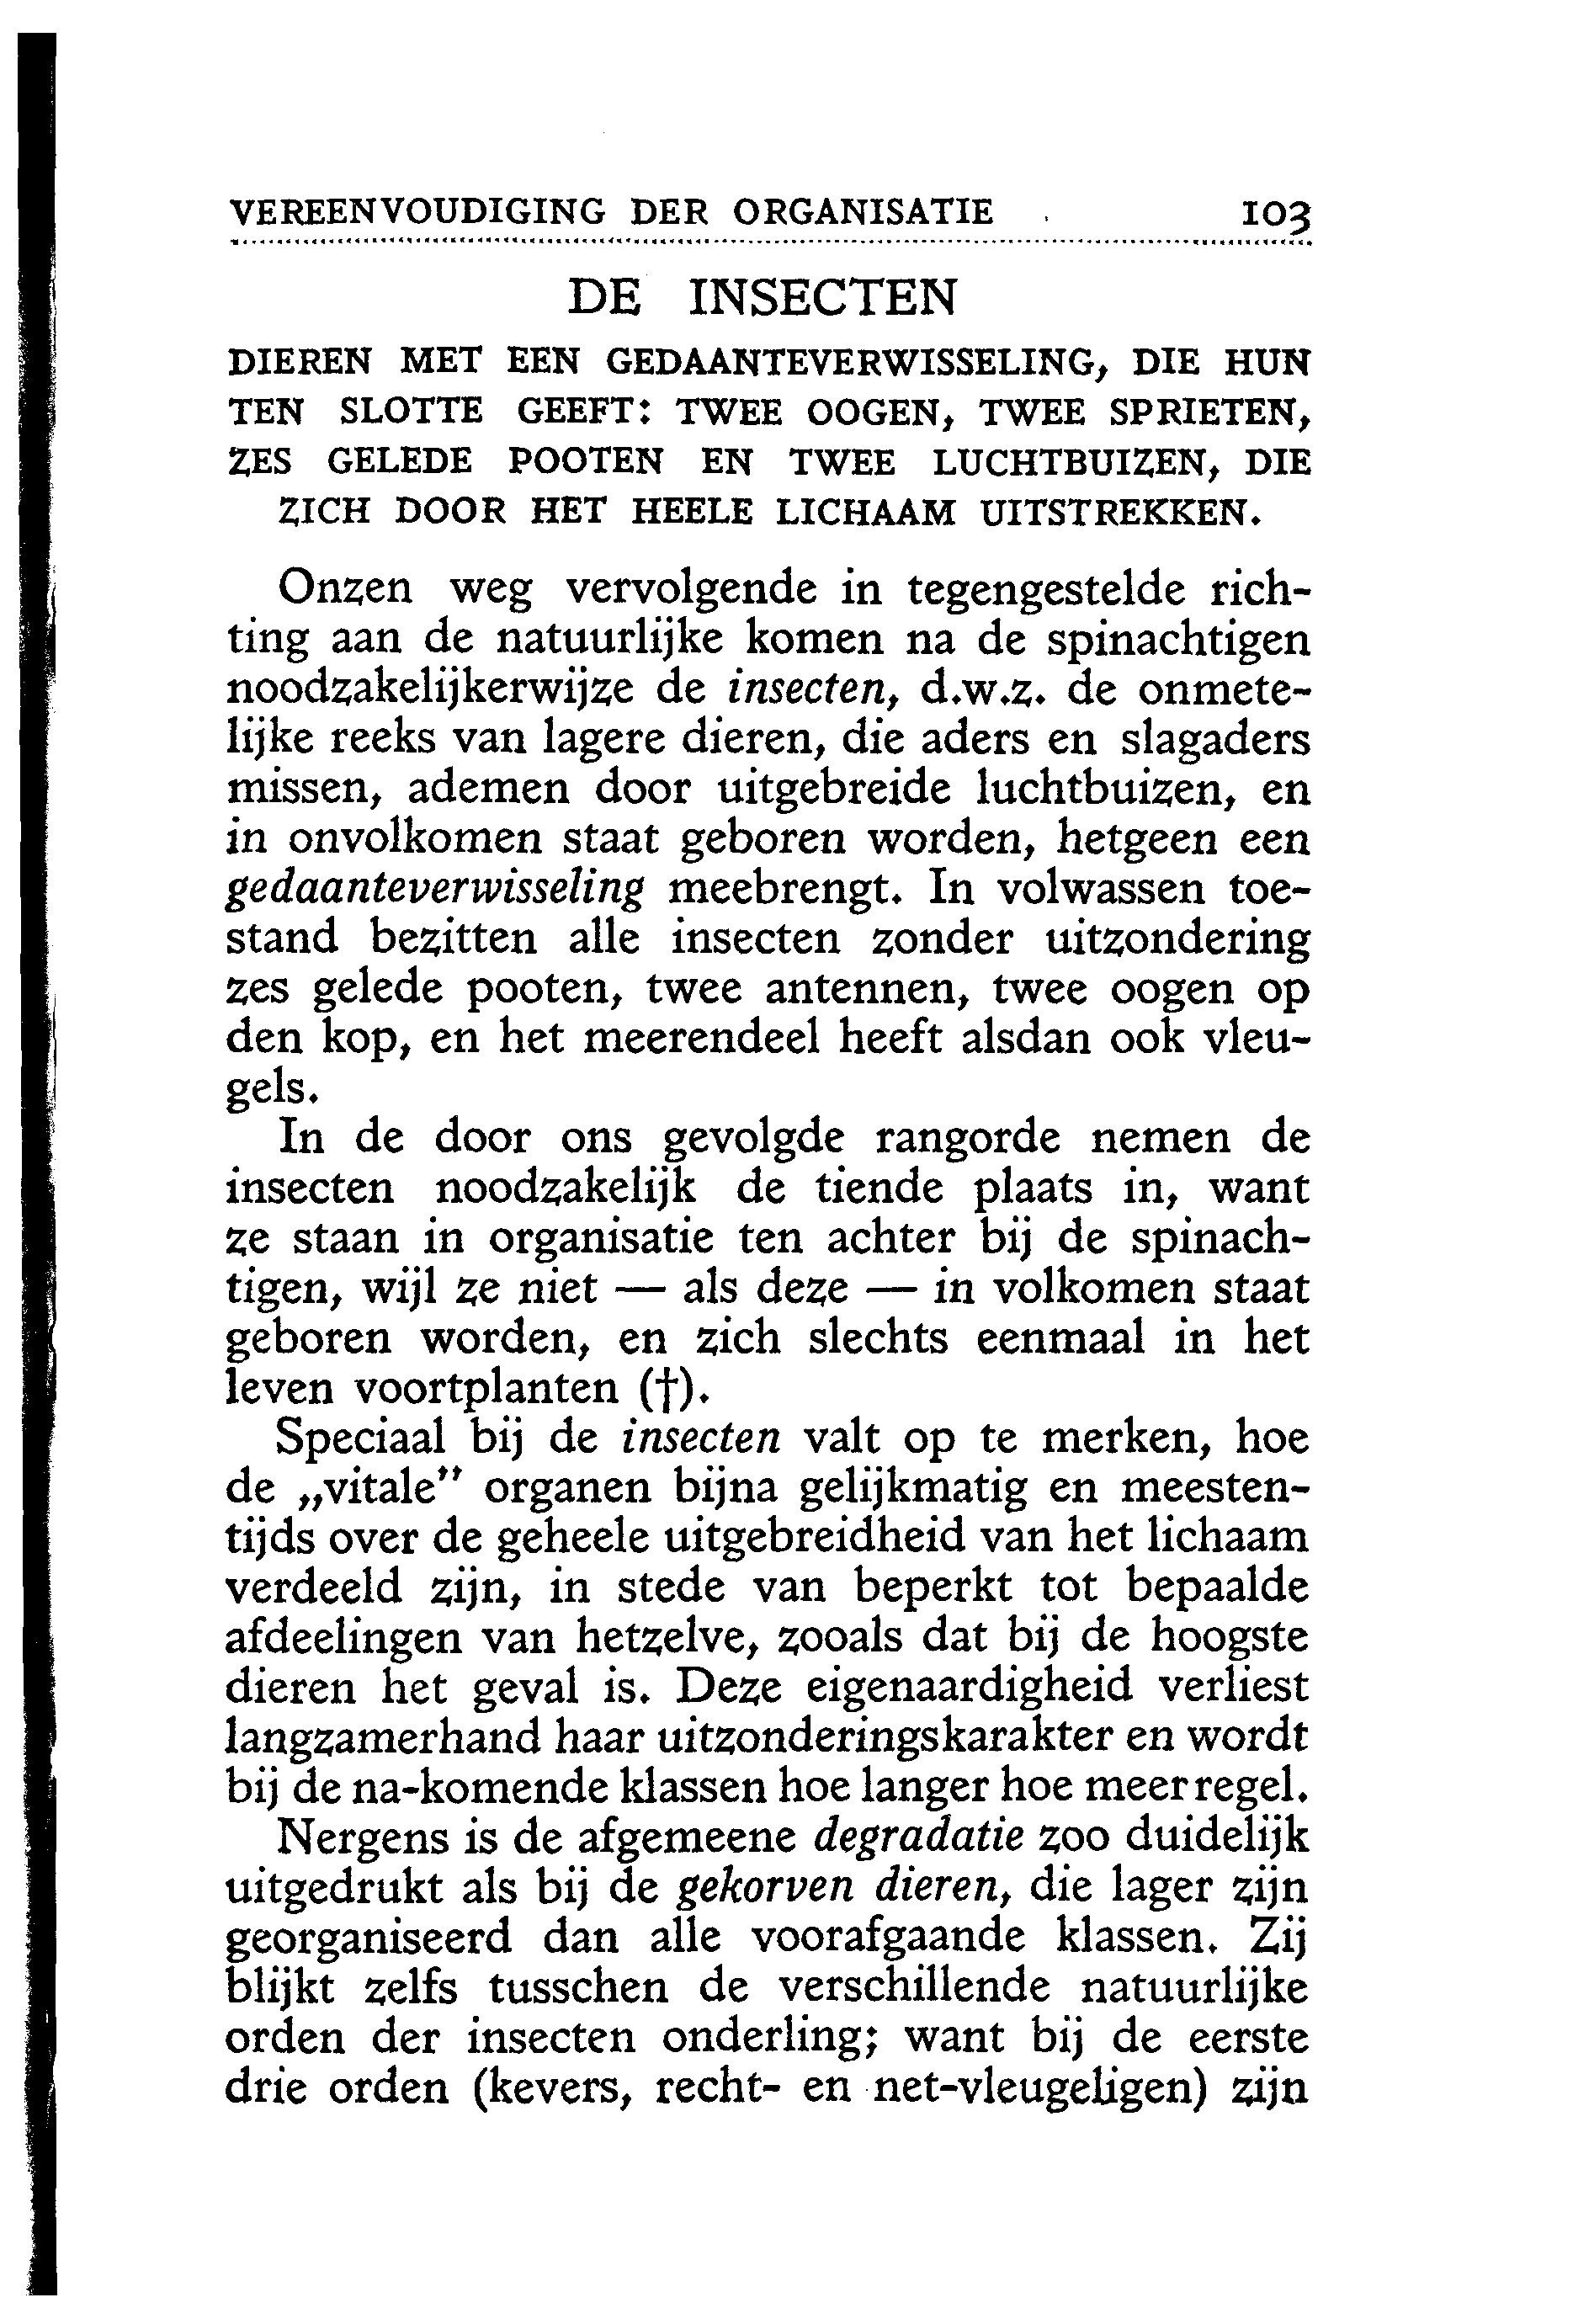 VEREENVOUDIGING DER ORGANISATIE 103
DE INSECTEN
DIEREN MET EEN GEDAANTEVERWISSELING, DIE HUN
TEN SLOTTE GEEFT: TWEE OOGEN, TWEE SPRIETEN,
ZES GELEDE POOTEN EN TWEE LUCHTBUIZEN, DIE
ZICH DOOR HET HEELE LICHAAM UITSTREKKEN.
Onzen weg vervolgende in tegengestelde rich-
ting aan de natuurlijke komen na de spinachtigen
noodzakelijkerwijze de insecten, d.w.z. de onmete-
lijke reeks van lagere dieren, die aders en slagaders
missen, ademen door uitgebreide luchtbuizen, en
in onvolkomen staat geboren worden, hetgeen een
gedaanteverwisseling meebrengt. In volwassen toe-
stand bezitten alle insecten zonder uitzondering
zes gelede pooten, twee antennen, twee oogen op
den kop, en het meerendeel heeft alsdan ook vleu-
gels.
In de door ons gevolgde rangorde nemen de
insecten noodzakelijk de tiende plaats in, want
ze staan in organisatie ten achter bij de spinach-
tigen, wijl ze niet — als deze — in volkomen staat
geboren worden, en zich slechts eenmaal in het
leven voortplanten (†).
Speciaal bij de insecten valt op te merken, hoe
de „vitale” organen bijna gelijkmatig en meesten-
tijds over de geheele uitgebreidheid van het lichaam
verdeeld zijn, in stede van beperkt tot bepaalde
afdeelingen van hetzelve, zooals dat bij de hoogste
dieren het geval is. Deze eigenaardigheid verliest
langzamerhand haar uitzonderingskarakter en wordt
bij de na-komende klassen hoe langer hoe meer regel.
Nergens is de afgemeene degradatie zoo duidelijk
uitgedrukt als bij de gekorven dieren, die lager zijn
georganiseerd dan alle voorafgaande klassen. Zij
blijkt zelfs tusschen de verschillende natuurlijke
orden der insecten onderling; want bij de eerste
drie orden (kevers, recht- en net-vleugeligen) zijn